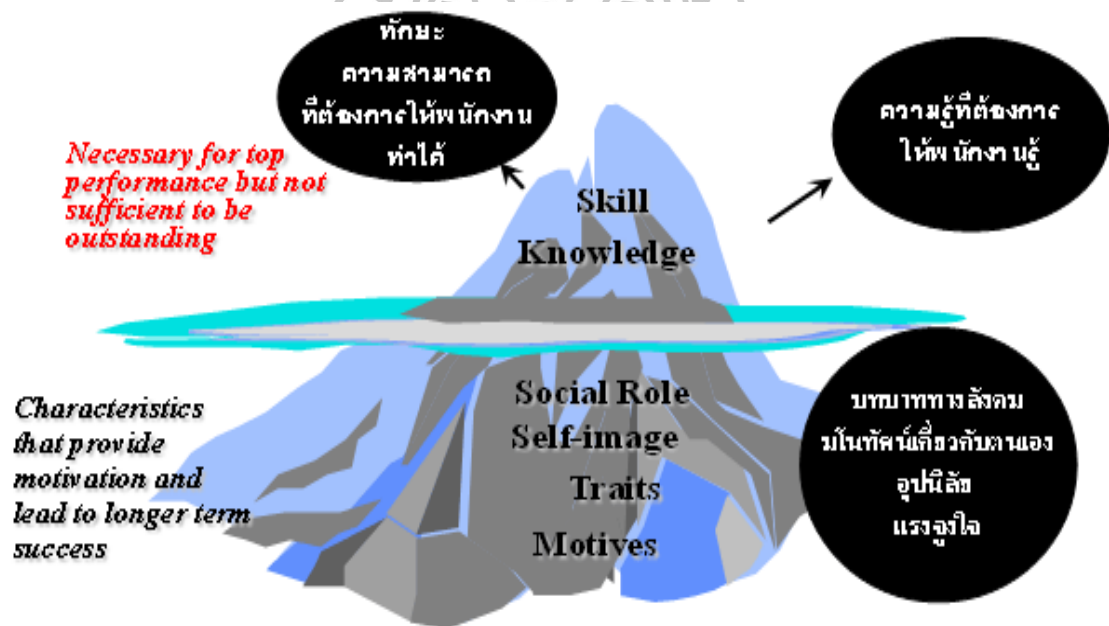 ทักษะ
ความสามารถ
ที่ต้องการให้พนักงาน
ทำได้
ความรู้ที่ต้องการ
ให้พนักงานรู้
Necessary for top
performance but not
sufficient to be
outstanding
Skill
Knowledge
Characteristics
that provide
motivation and
lead to longer term
success
Social Role
Self-image
Traits
Motives
บทบาททางสังคม
มโนทัศน์เกี่ยวกับตนเอง
อุปนิสัย
แรงจูงใจ